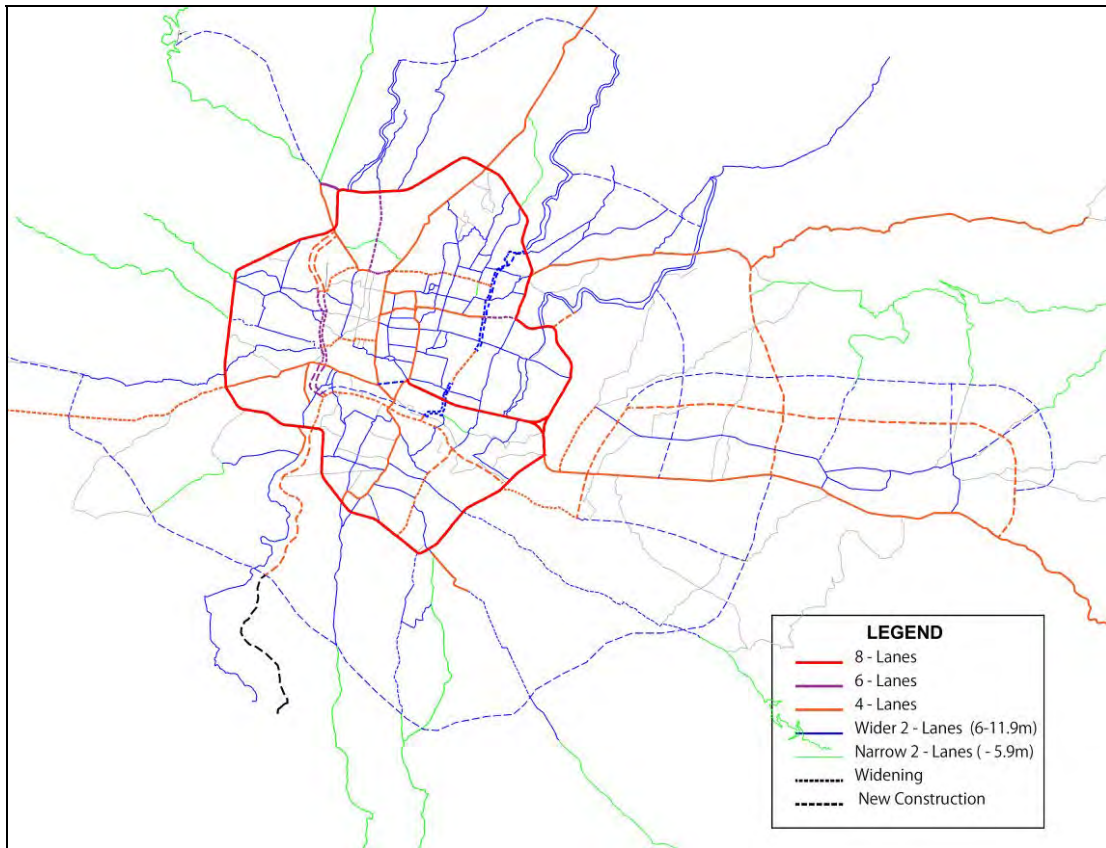 LEGEND
8 - Lanes
6 - Lanes
4 - Lanes
Wider 2 - Lanes (6-11.9m)
Narrow 2 - Lanes ( - 5.9m)
Widening
New Construction